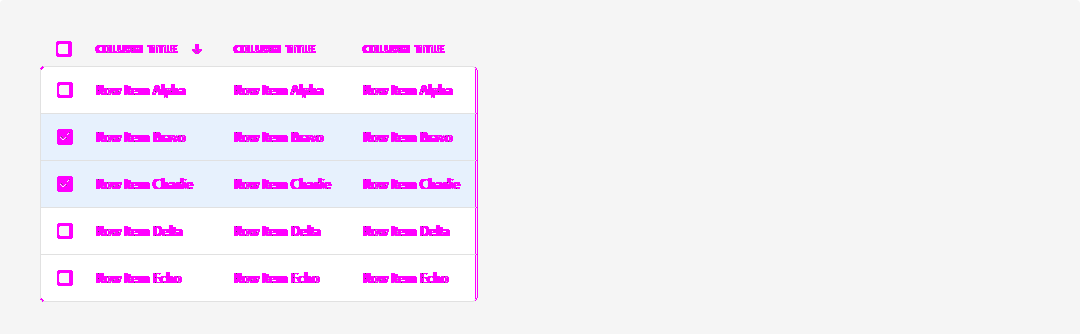 COLUMN TITLE COLUMN TITLE COLUMN TITLE
Row Item Alpha Row Item Alpha Row Item Alpha
Row Item Bravo Row Item Bravo Row Item Bravo
Row Item Charlie Row Item Charlie Row Item Charlie
Row Item Delta Row Item Delta Row Item Delta
Row Item Echo Row Item Echo Row Item Echo